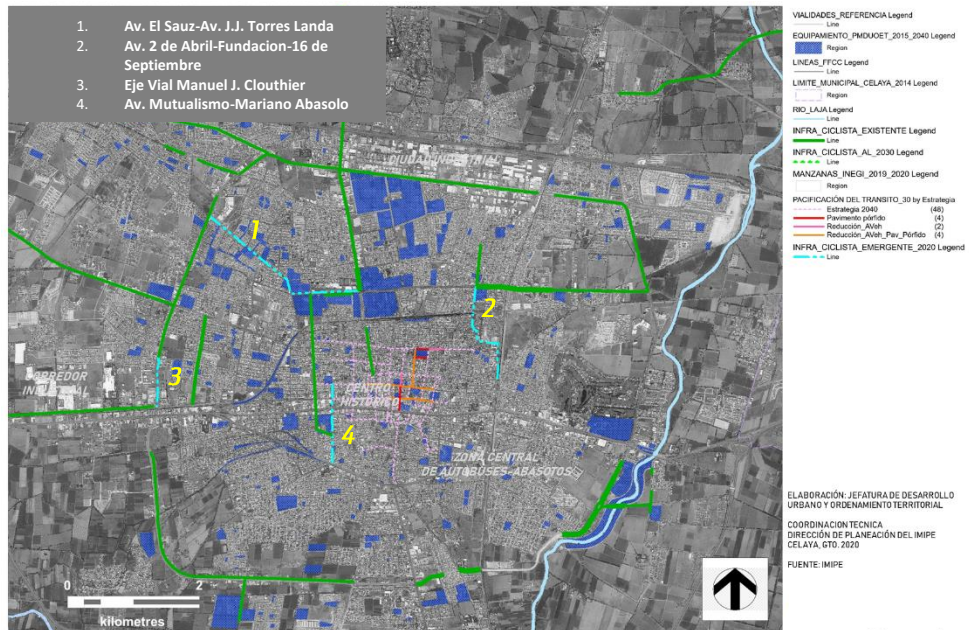 1. Av. El Sauz-Av. J.J. Torres Landa
2. Av. 2 de Abril-Fundacion-16 de
Septiembre
3. Eje Vial Manuel J. Clouthier
4. Av. Mutualismo-Mariano Abasolo
CIUDAD INDUSTRIAL
1
2
3
CORREDOR
INDUSTRIAL
CENTRO
HISTÓRICO
4
ZONA CENTRAL
DE AUTOBUSES-ABASOTOS
0 2
kilometres
VIALIDADES_REFERENCIA Legend
Line
EQUIPAMIENTO_PMDUOET_2015_2040 Legend
Region
LINEAS_FFCC Legend
Line
LIMITE_MUNICIPAL_CELAYA_2014 Legend
Region
RIO_LAJA Legend
Line
INFRA_CICLISTA_EXISTENTE Legend
Line
INFRA_CICLISTA_AL_2030 Legend
Line
MANZANAS_INEGI_2019_2020 Legend
Region
PACIFICACIÓN DEL TRANSITO_30 by Estrategia
Estrategia 2040 (48)
Pavimento pórfido (4)
Reducción_AVeh (2)
Reducción_AVeh_Pav_Pórfido (4)
INFRA_CICLISTA_EMERGENTE_2020 Legend
Line
ELABORACIÓN: JEFATURA DE DESARROLLO
URBANO Y ORDENAMIENTO TERRITORIAL
COORDINACION TECNICA
DIRECCIÓN DE PLANEACIÓN DEL IMIPE
CELAYA, GTO. 2020
FUENTE: IMIPE